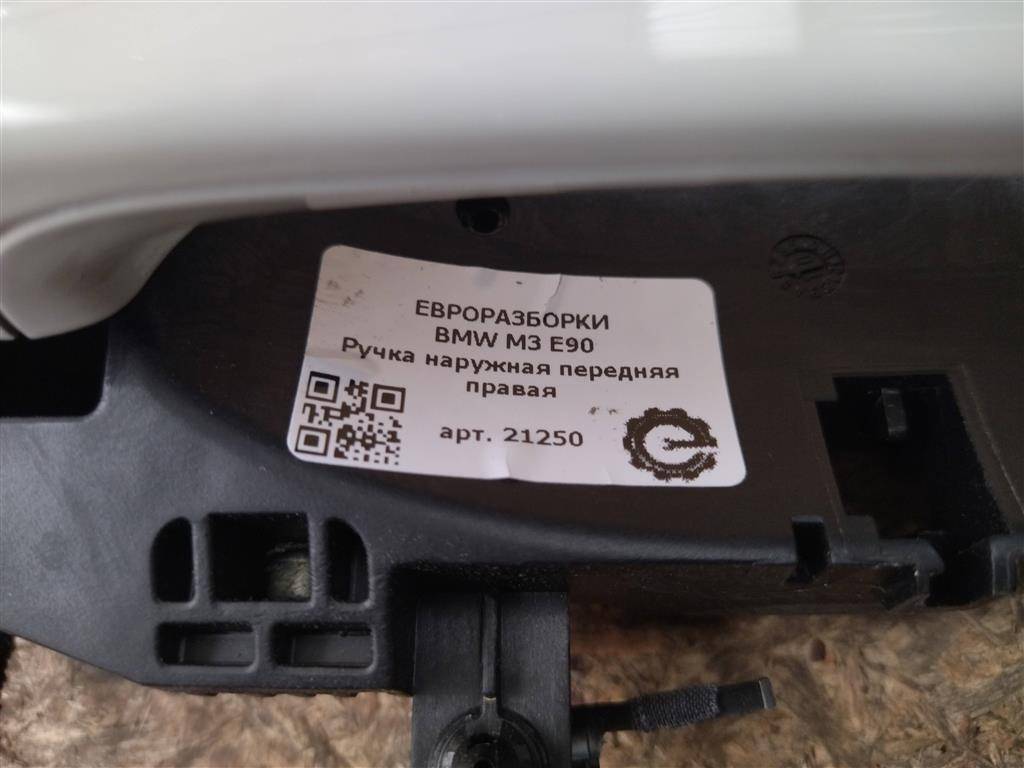 ЕВРОРАЗБОРКИ
BMW M3 E90
Ручка наружная передняя
правая
арт. 21250